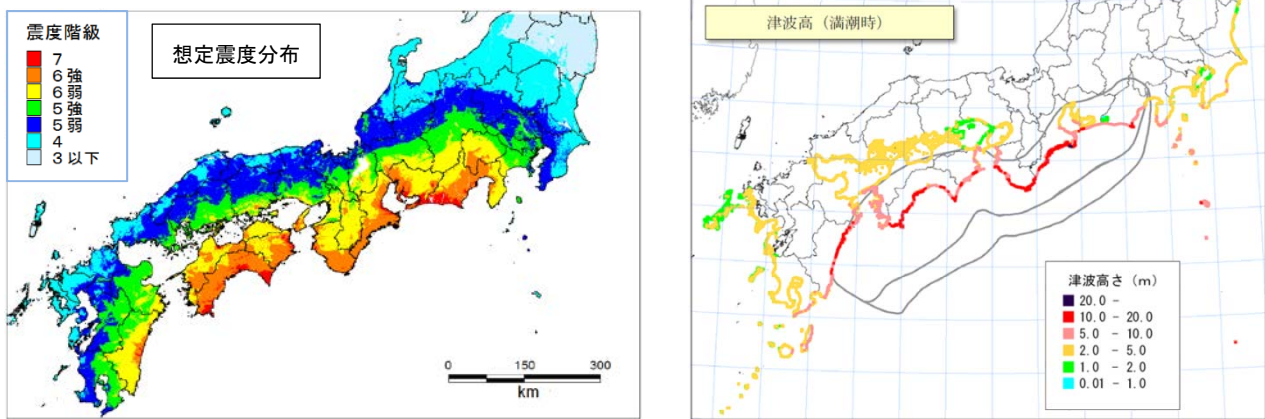 震度階級
7
6強
6弱
5強
5弱
4
3以下
想定震度分布
0 150 300
km
津波高（満潮時）
津波高さ（m）
20.0 -
10.0 - 20.0
5.0 - 10.0
2.0 - 5.0
1.0 - 2.0
0.01 - 1.0